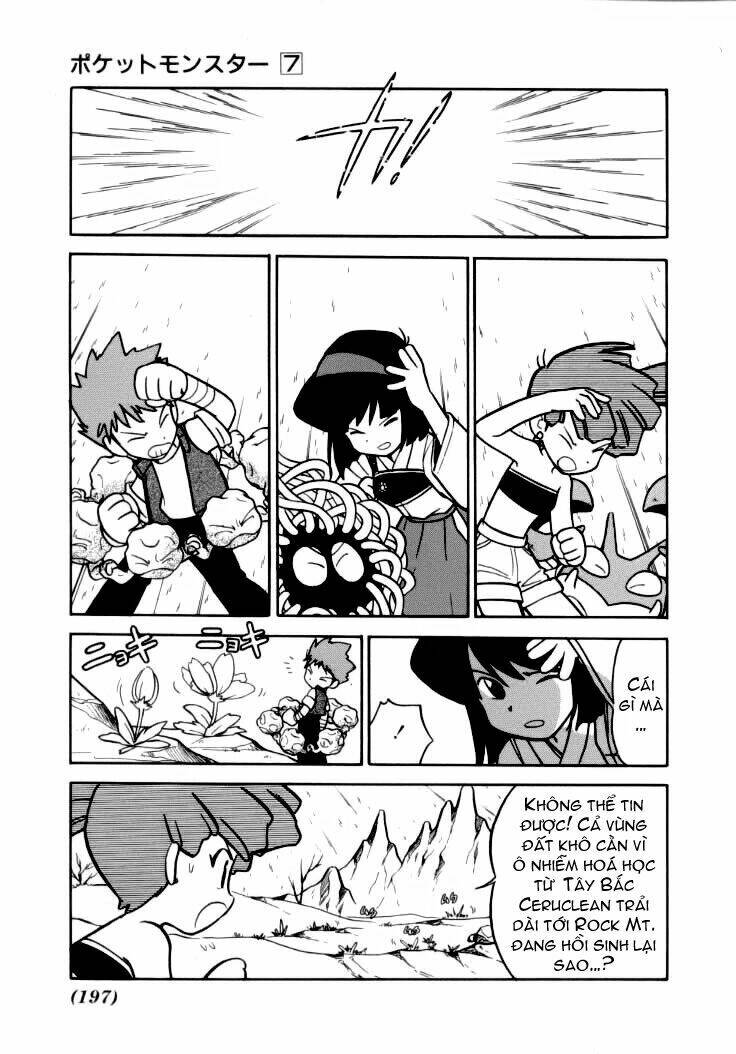 ポケットモンスター 7
カッ!
ニョキ
ニョキ
!
CÁI
GÌ MÀ
...
KHÔNG THỂ TIN
ĐƯỢC! CẢ VÙNG
ĐẤT KHÔ CẰN VÌ
Ô NHIỄM HOÁ HỌC
TỪ TÂY BẮC
CERUCLEAN TRẢI
DÀI TỚI ROCK MT.
ĐANG HỒI SINH LẠI
SAO...?
(197)